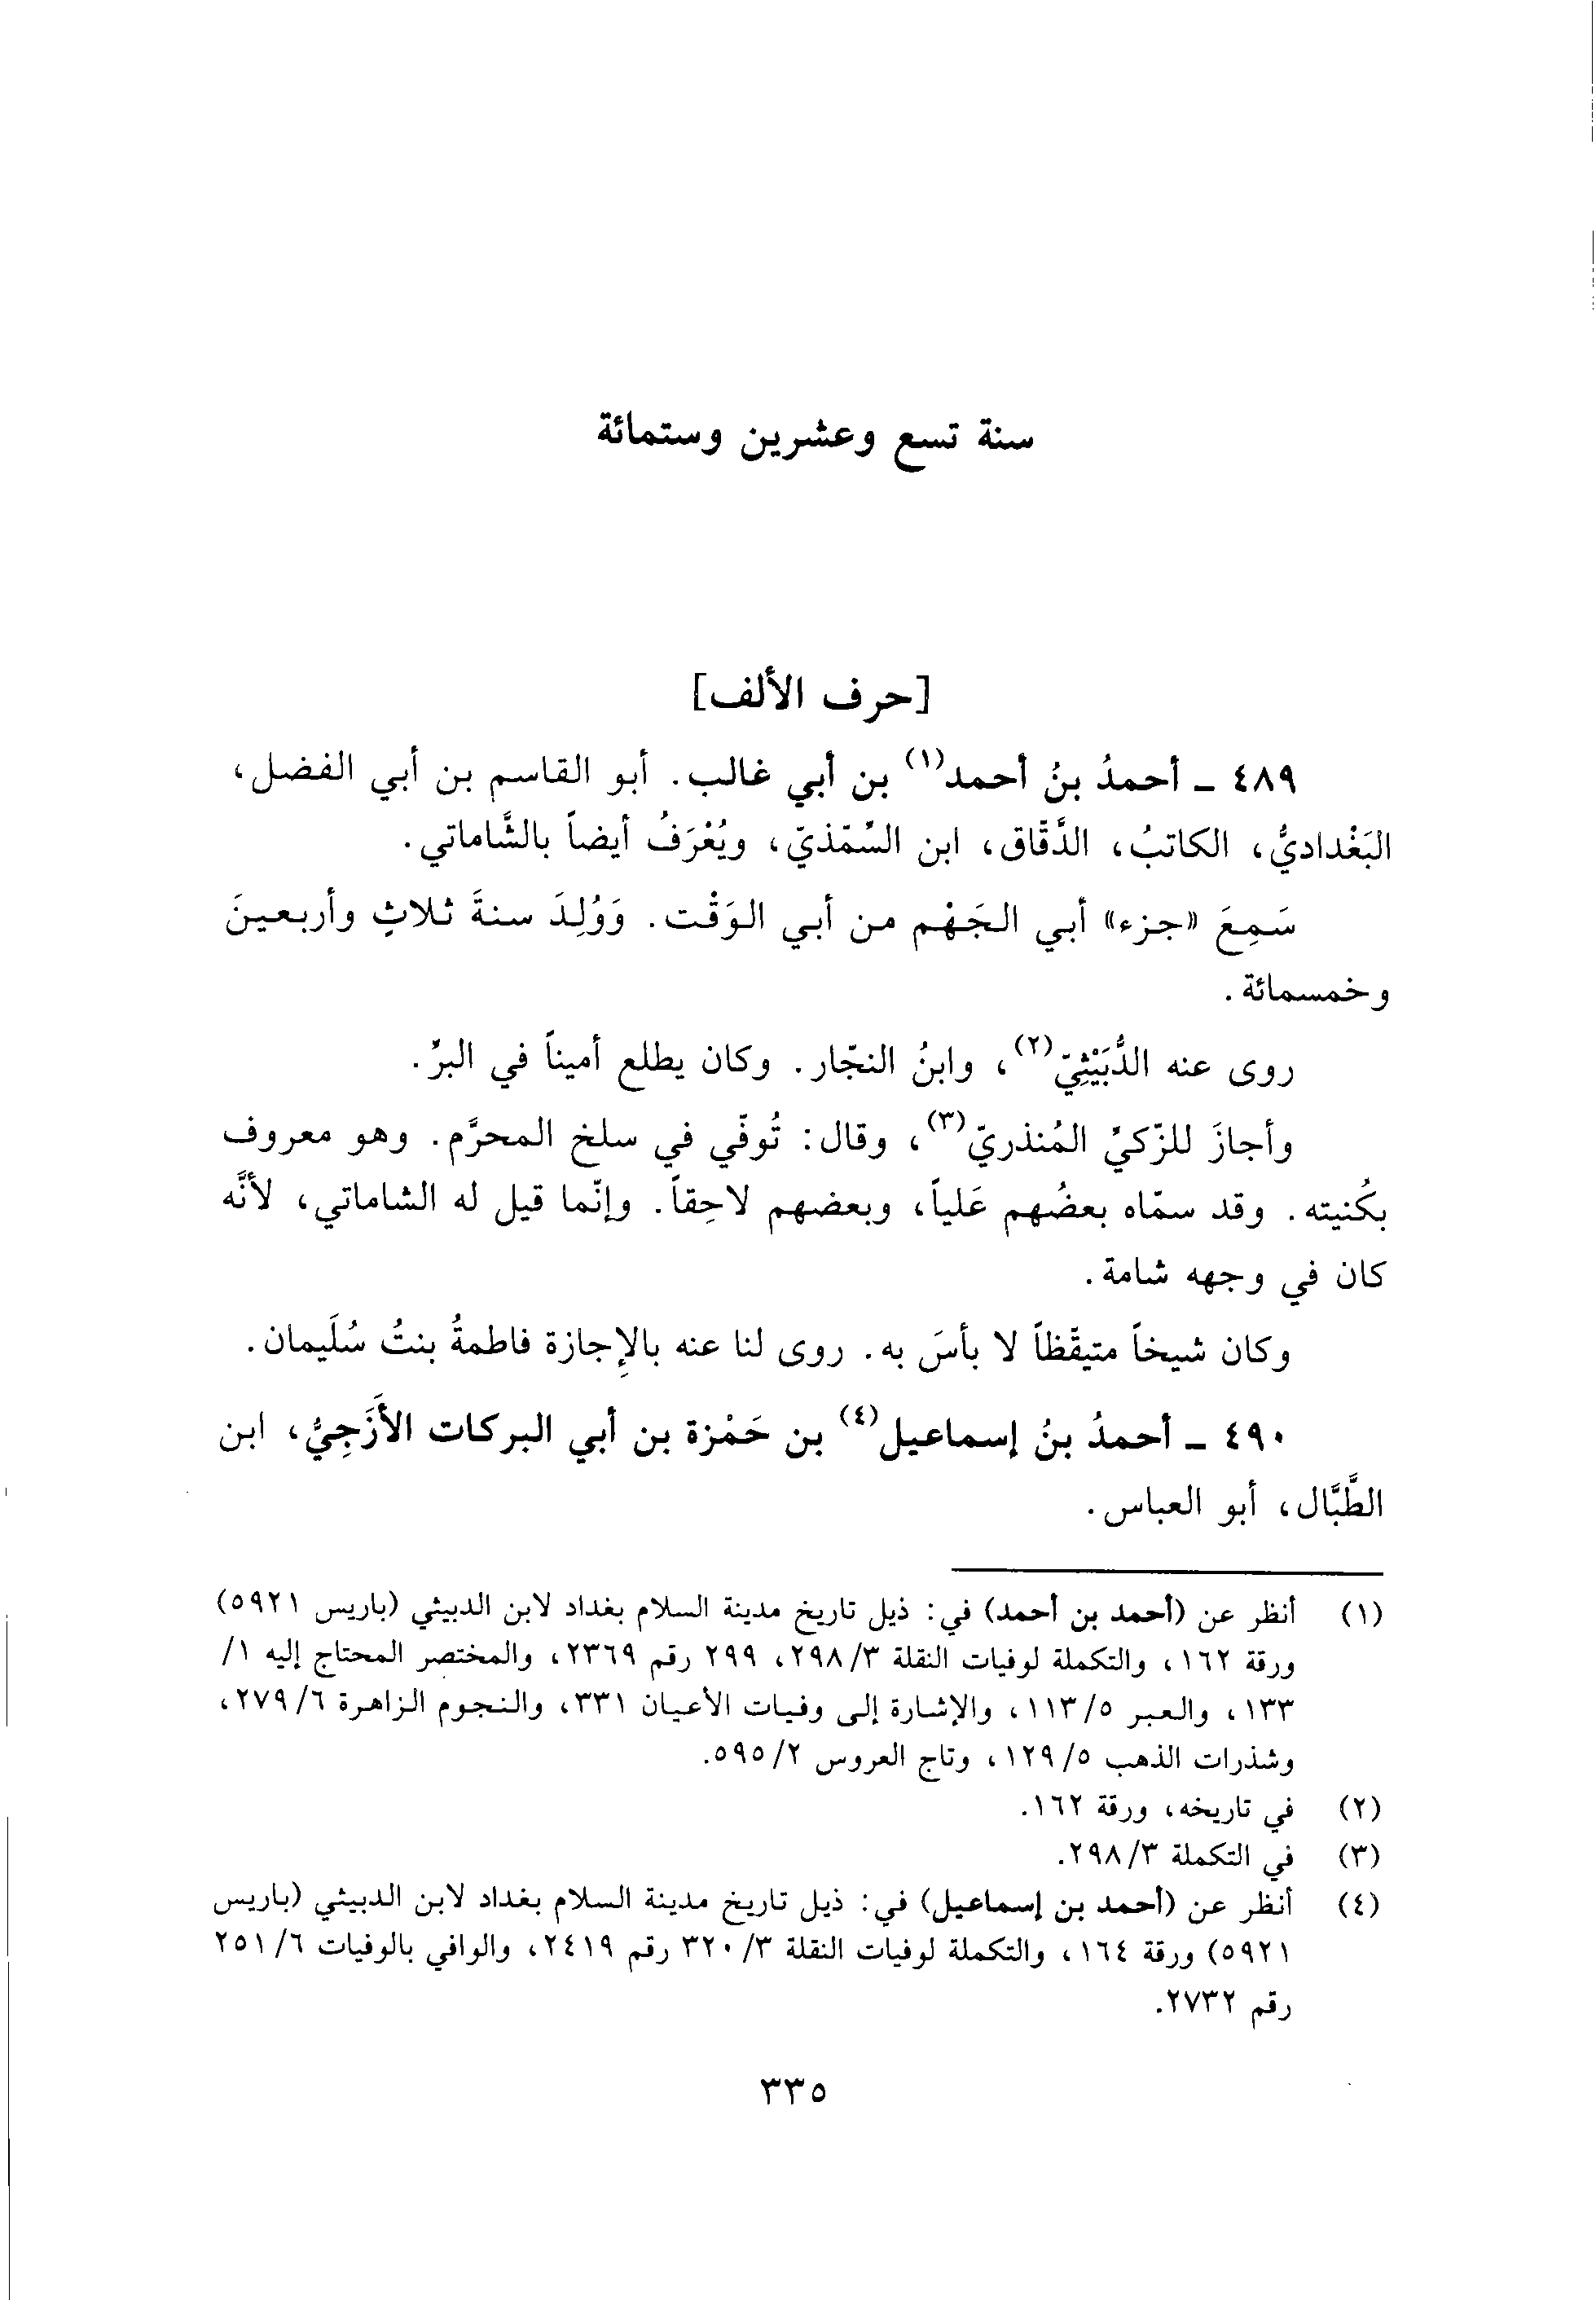 سنة تسع وعشرين وستمائة
[حرف الألف]
٤٨٩ ـ أحمدُ بنُ أحمد(١) بن أبي غالب. أبو القاسم بن أبي الفضل،
البَغْداديُّ، الكاتبُ، الدَّقّاق، ابن السِّمّذيّ، ويُعْرَفُ أيضاً بالشَّاماتي.
سَمِعَ «جزء» أبي الجَهْم من أبي الوَقْت. وَوُلِدَ سنةَ ثلاثٍ وأربعينَ
وخمسمائة.
روى عنه الدُّبَيْثِيّ(٢)، وابنُ النجّار. وكان يطلع أميناً في البرِّ.
وأجازَ للزّكيِّ المُنذريّ(٣)، وقال: تُوفّي في سلخ المحرَّم. وهو معروف
بكُنيته. وقد سمّاه بعضُهم عَلياً، وبعضهم لاحِقاً. وإنّما قيل له الشاماتي، لأنَّه
كان في وجهه شامة.
وكان شيخاً متيقّظاً لا بأسَ به. روى لنا عنه بالإجازة فاطمةُ بنتُ سُلَيمان.
٤٩٠ ـ أحمدُ بنُ إسماعيل(٤) بن حَمْزة بن أبي البركات الأَزَجِيُّ، ابن
الطَّبَّال، أبو العباس.
(١) أنظر عن (أحمد بن أحمد) في: ذيل تاريخ مدينة السلام بغداد لابن الدبيثي (باريس ٥٩٢١)
ورقة ١٦٢، والتكملة لوفيات النقلة ٢٩٨/٣، ٢٩٩ رقم ٢٣٦٩، والمختصر المحتاج إليه ١/
١٣٣، والعبر ١١٣/٥، والإشارة إلى وفيات الأعيان ٣٣١، والنجوم الزاهرة ٢٧٩/٦،
وشذرات الذهب ١٢٩/٥، وتاج العروس ٥٩٥/٢.
(٢) في تاريخه، ورقة ١٦٢.
(٣) في التكملة ٢٩٨/٣.
(٤) أنظر عن (أحمد بن إسماعيل) في: ذيل تاريخ مدينة السلام بغداد لابن الدبيثي (باريس
٥٩٢١) ورقة ١٦٤، والتكملة لوفيات النقلة ٣٢٠/٣ رقم ٢٤١٩، والوافي بالوفيات ٢٥١/٦
رقم ٢٧٣٢.
٣٣٥